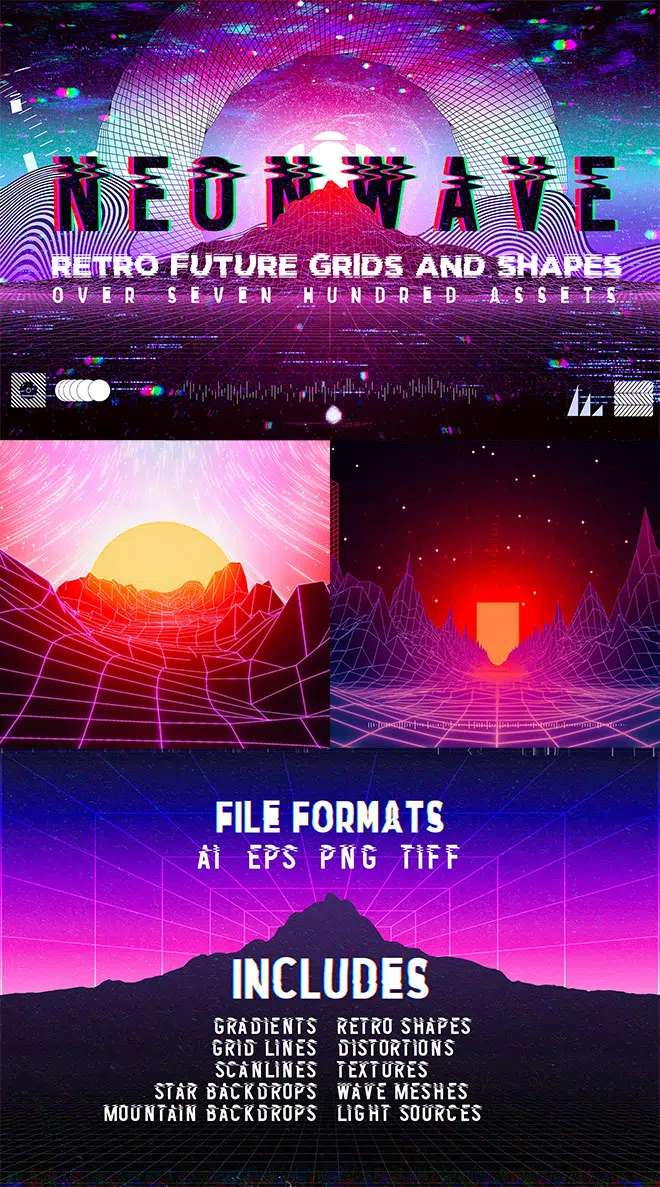 NEONWAVE
RETRO FUTURE GRIDS AND SHAPES
OVER SEVEN HUNDRED ASSETS
FILE FORMATS
AI EPS PNG TIFF
INCLUDES
GRADIENTS RETRO SHAPES
GRID LINES DISTORTIONS
SCANLINES TEXTURES
STAR BACKDROPS WAVE MESHES
MOUNTAIN BACKDROPS LIGHT SOURCES